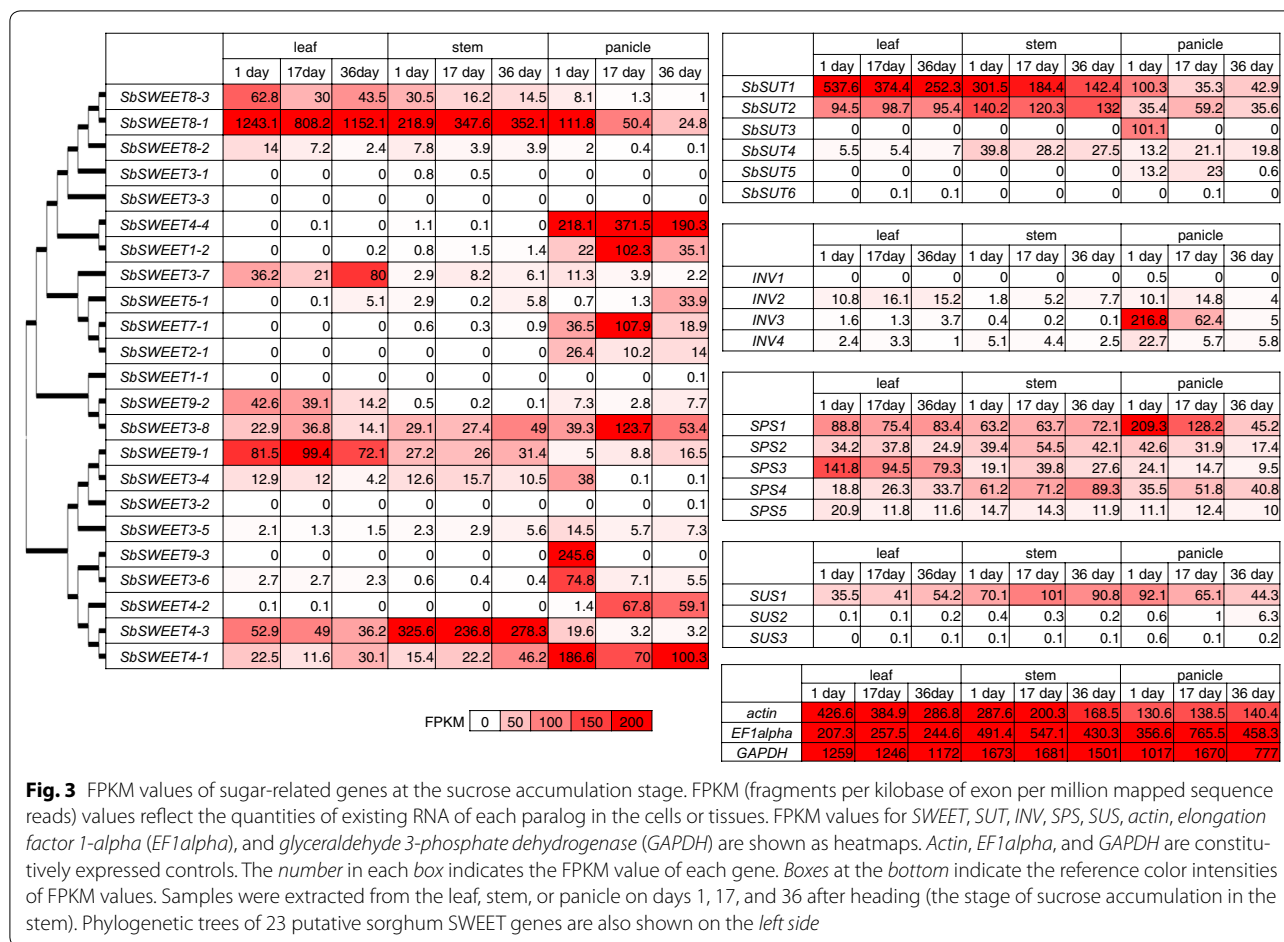 leaf stem panicle
1 day 17day 36day 1 day 17 day 36 day 1 day 17 day 36 day
SbSWEET8-3 62.8 30 43.5 30.5 16.2 14.5 8.1 1.3 1
SbSWEET8-1 1243.1 808.2 1152.1 218.9 347.6 352.1 111.8 50.4 24.8
SbSWEET8-2 14 7.2 2.4 7.8 3.9 3.9 2 0.4 0.1
SbSWEET3-1 0 0 0 0.8 0.5 0 0 0 0
SbSWEET3-3 0 0 0 0 0 0 0 0 0
SbSWEET4-4 0 0.1 0 1.1 0.1 0 218.1 371.5 190.3
SbSWEET1-2 0 0 0.2 0.8 1.5 1.4 22 102.3 35.1
SbSWEET3-7 36.2 21 80 2.9 8.2 6.1 11.3 3.9 2.2
SbSWEET5-1 0 0.1 5.1 2.9 0.2 5.8 0.7 1.3 33.9
SbSWEET7-1 0 0 0 0.6 0.3 0.9 36.5 107.9 18.9
SbSWEET2-1 0 0 0 0 0 0 26.4 10.2 14
SbSWEET1-1 0 0 0 0 0 0 0 0 0.1
SbSWEET9-2 42.6 39.1 14.2 0.5 0.2 0.1 7.3 2.8 7.7
SbSWEET3-8 22.9 36.8 14.1 29.1 27.4 49 39.3 123.7 53.4
SbSWEET9-1 81.5 99.4 72.1 27.2 26 31.4 5 8.8 16.5
SbSWEET3-4 12.9 12 4.2 12.6 15.7 10.5 38 0.1 0.1
SbSWEET3-2 0 0 0 0 0 0 0 0 0.1
SbSWEET3-5 2.1 1.3 1.5 2.3 2.9 5.6 14.5 5.7 7.3
SbSWEET9-3 0 0 0 0 0 0 245.6 0 0
SbSWEET3-6 2.7 2.7 2.3 0.6 0.4 0.4 74.8 7.1 5.5
SbSWEET4-2 0.1 0.1 0 0 0 0 1.4 67.8 59.1
SbSWEET4-3 52.9 49 36.2 325.6 236.8 278.3 19.6 3.2 3.2
SbSWEET4-1 22.5 11.6 30.1 15.4 22.2 46.2 186.6 70 100.3
FPKM 0 50 100 150 200
leaf stem panicle
1 day 17day 36day 1 day 17 day 36 day 1 day 17 day 36 day
SbSUT1 537.6 374.4 252.3 301.5 184.4 142.4 100.3 35.3 42.9
SbSUT2 94.5 98.7 95.4 140.2 120.3 132 35.4 59.2 35.6
SbSUT3 0 0 0 0 0 0 101.1 0 0
SbSUT4 5.5 5.4 7 39.8 28.2 27.5 13.2 21.1 19.8
SbSUT5 0 0 0 0 0 0 13.2 23 0.6
SbSUT6 0 0.1 0.1 0 0 0 0 0.1 0
leaf stem panicle
1 day 17day 36day 1 day 17 day 36 day 1 day 17 day 36 day
INV1 0 0 0 0 0 0 0.5 0 0
INV2 10.8 16.1 15.2 1.8 5.2 7.7 10.1 14.8 4
INV3 1.6 1.3 3.7 0.4 0.2 0.1 216.8 62.4 5
INV4 2.4 3.3 1 5.1 4.4 2.5 22.7 5.7 5.8
leaf stem panicle
1 day 17day 36day 1 day 17 day 36 day 1 day 17 day 36 day
SPS1 88.8 75.4 83.4 63.2 63.7 72.1 209.3 128.2 45.2
SPS2 34.2 37.8 24.9 39.4 54.5 42.1 42.6 31.9 17.4
SPS3 141.8 94.5 79.3 19.1 39.8 27.6 24.1 14.7 9.5
SPS4 18.8 26.3 33.7 61.2 71.2 89.3 35.5 51.8 40.8
SPS5 20.9 11.8 11.6 14.7 14.3 11.9 11.1 12.4 10
leaf stem panicle
1 day 17day 36day 1 day 17 day 36 day 1 day 17 day 36 day
SUS1 35.5 41 54.2 70.1 101 90.8 92.1 65.1 44.3
SUS2 0.1 0.1 0.2 0.4 0.3 0.2 0.6 1 6.3
SUS3 0 0.1 0.1 0.1 0.1 0.1 0.6 0.1 0.2
leaf stem panicle
1 day 17day 36day 1 day 17 day 36 day 1 day 17 day 36 day
actin 426.6 384.9 286.8 287.6 200.3 168.5 130.6 138.5 140.4
EF1alpha 207.3 257.5 244.6 491.4 547.1 430.3 356.6 765.5 458.3
GAPDH 1259 1246 1172 1673 1681 1501 1017 1670 777
Fig. 3 FPKM values of sugar-related genes at the sucrose accumulation stage. FPKM (fragments per kilobase of exon per million mapped sequence
reads) values reflect the quantities of existing RNA of each paralog in the cells or tissues. FPKM values for SWEET, SUT, INV, SPS, SUS, actin, elongation
factor 1-alpha (EF1alpha), and glyceraldehyde 3-phosphate dehydrogenase (GAPDH) are shown as heatmaps. Actin, EF1alpha, and GAPDH are constitu-
tively expressed controls. The number in each box indicates the FPKM value of each gene. Boxes at the bottom indicate the reference color intensities
of FPKM values. Samples were extracted from the leaf, stem, or panicle on days 1, 17, and 36 after heading (the stage of sucrose accumulation in the
stem). Phylogenetic trees of 23 putative sorghum SWEET genes are also shown on the left side